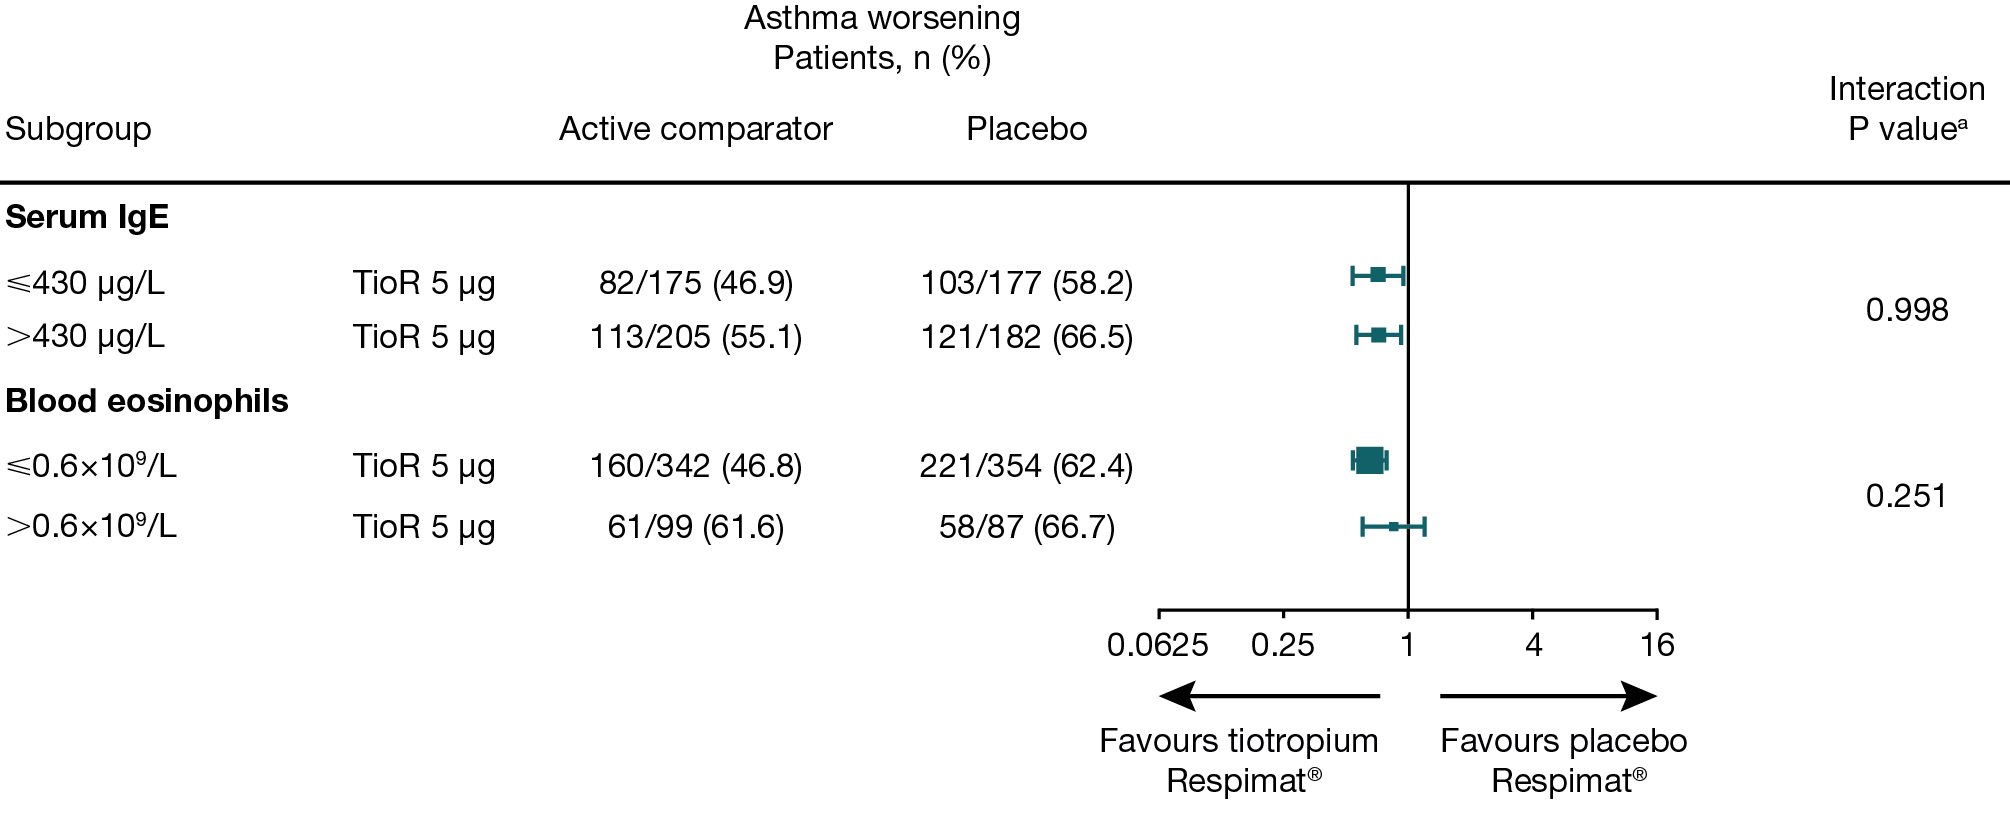 Asthma worsening
Patients, n (%)
Interaction
P valueᵃ
Subgroup Active comparator Placebo
Serum IgE
⩽430 µg/L TioR 5 µg 82/175 (46.9) 103/177 (58.2)
0.998
>430 µg/L TioR 5 µg 113/205 (55.1) 121/182 (66.5)
Blood eosinophils
⩽0.6×10⁹/L TioR 5 µg 160/342 (46.8) 221/354 (62.4)
0.251
>0.6×10⁹/L TioR 5 µg 61/99 (61.6) 58/87 (66.7)
0.0625 0.25 1 4 16
Favours tiotropium
Respimat®
Favours placebo
Respimat®